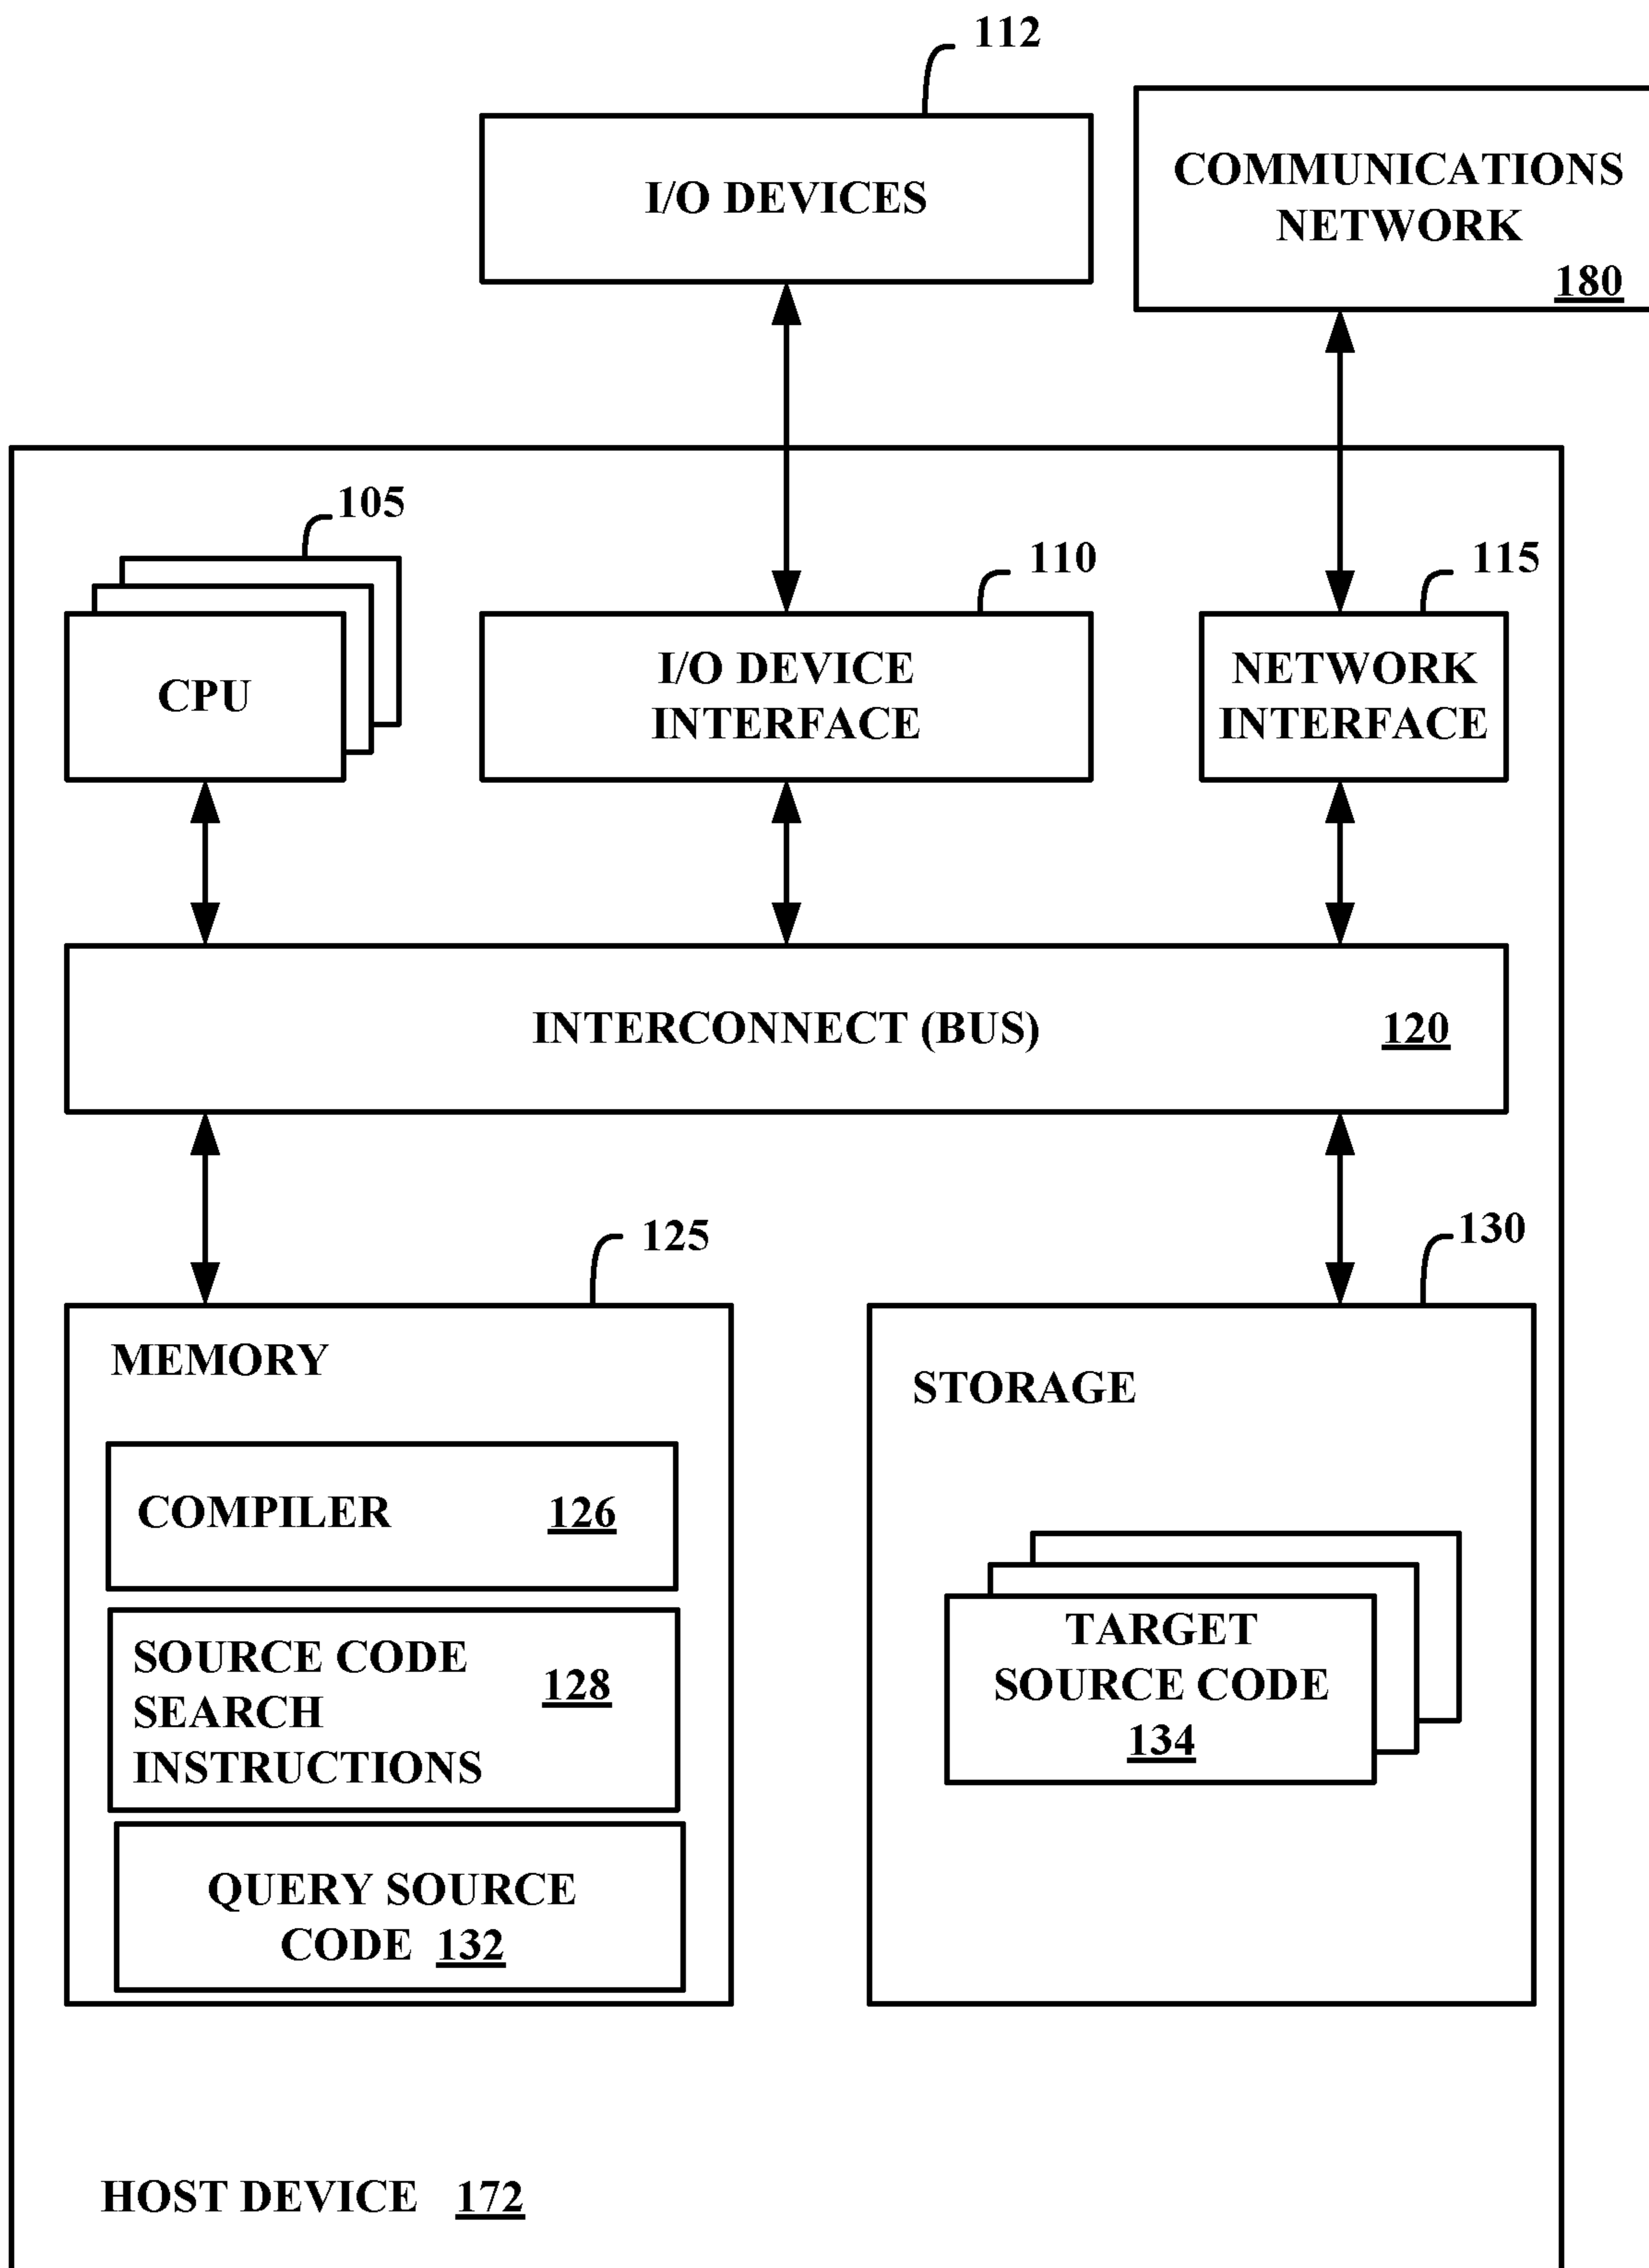 112
I/O DEVICES
COMMUNICATIONS
NETWORK
180
105
CPU
110
I/O DEVICE
INTERFACE
115
NETWORK
INTERFACE
INTERCONNECT (BUS) 120
125
MEMORY
COMPILER 126
SOURCE CODE
SEARCH
INSTRUCTIONS
128
QUERY SOURCE
CODE 132
130
STORAGE
TARGET
SOURCE CODE
134
HOST DEVICE 172